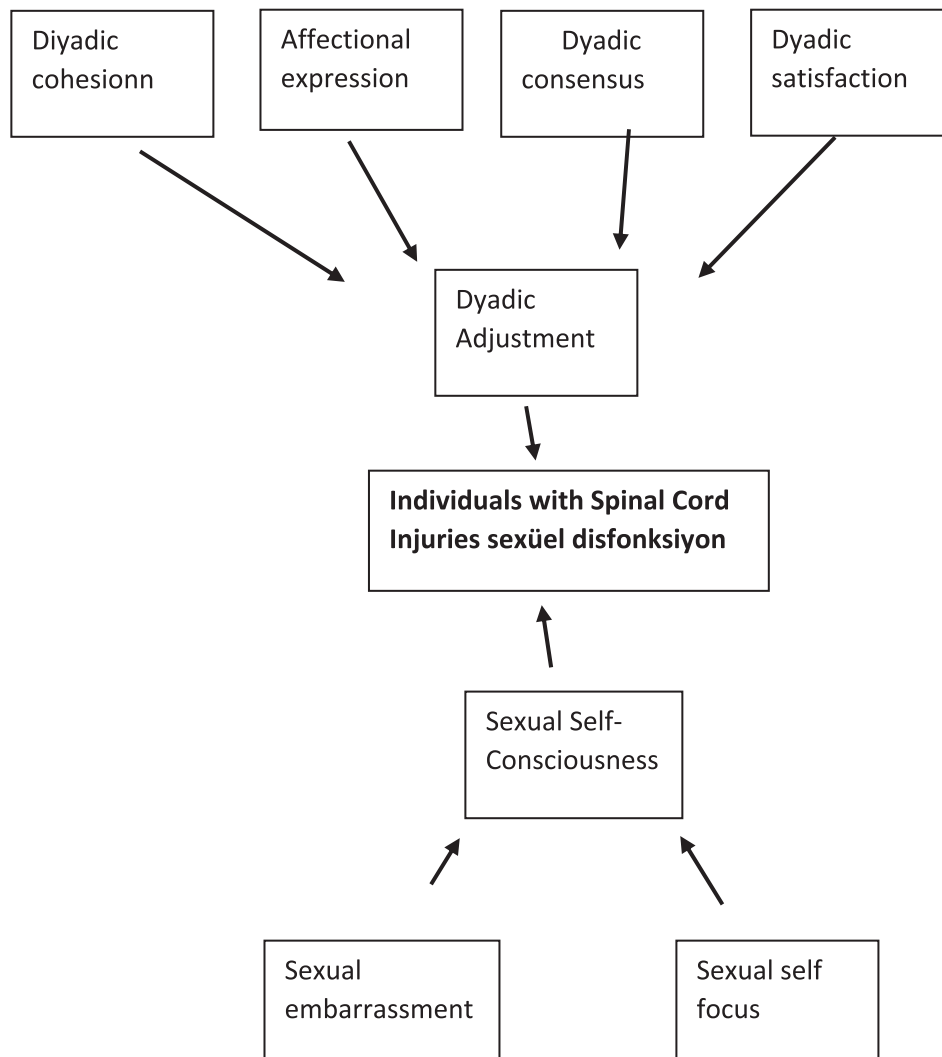 Diyadic
cohesionn
Affectional
expression
Dyadic
consensus
Dyadic
satisfaction
Dyadic
Adjustment
Individuals with Spinal Cord
Injuries sexüel disfonksiyon
Sexual Self-
Consciousness
Sexual
embarrassment
Sexual self
focus